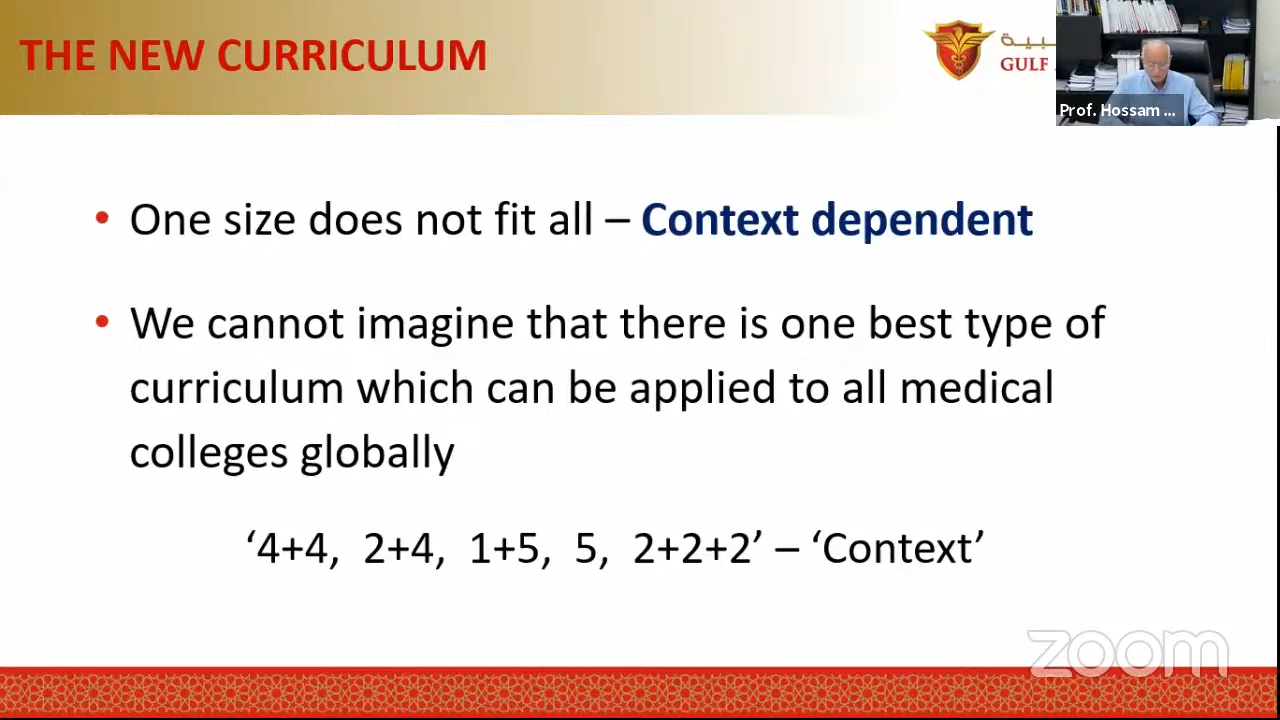 THE NEW CURRICULUM
بية
GULF
Prof. Hossam ...
• One size does not fit all – Context dependent
• We cannot imagine that there is one best type of
curriculum which can be applied to all medical
colleges globally
‘4+4, 2+4, 1+5, 5, 2+2+2’ – ‘Context’
zoom